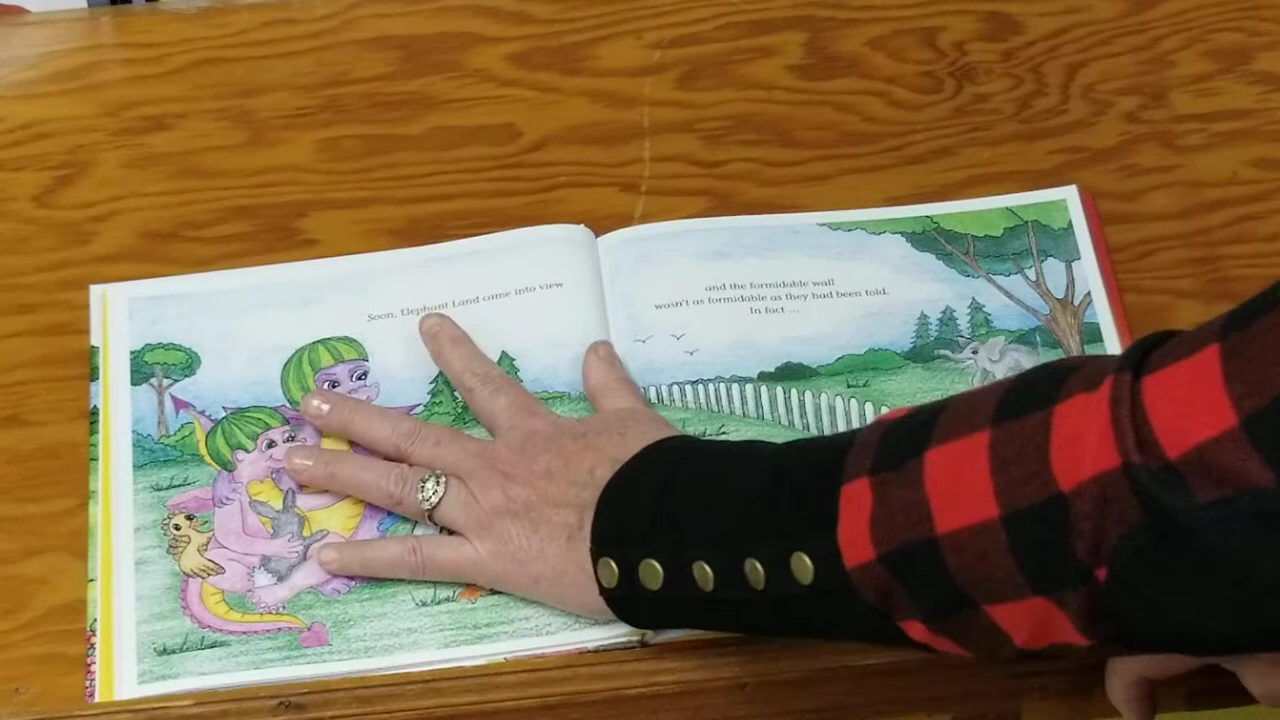 Soon, Elephant Land came into view
and the formidable wall
wasn't as formidable as they had been told.
In fact ...